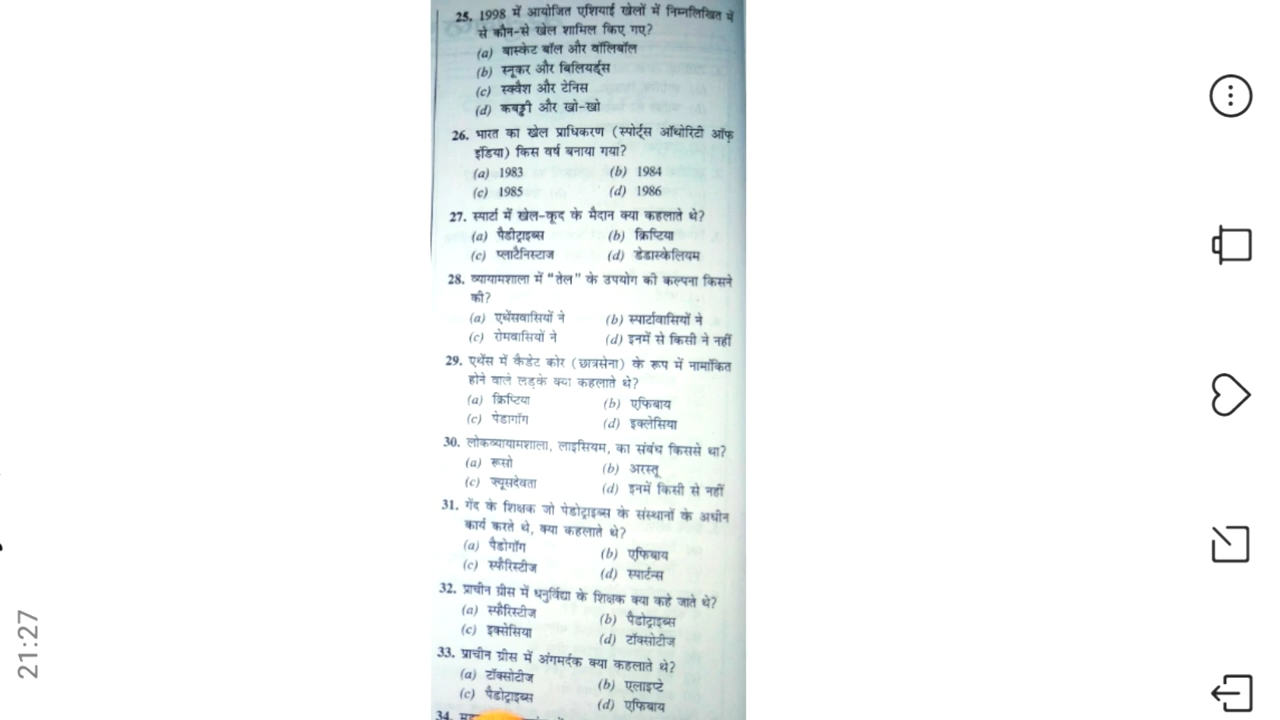 25. 1998 में आयोजित एशियाई खेलों में निम्नलिखित में
से कौन-से खेल शामिल किए गए?
(a) बास्केट बॉल और वॉलिबॉल
(b) स्नूकर और बिलियर्ड्स
(c) स्क्वैश और टेनिस
(d) कबड्डी और खो-खो
26. भारत का खेल प्राधिकरण (स्पोर्ट्स ऑथोरिटी ऑफ
इंडिया) किस वर्ष बनाया गया?
(a) 1983 (b) 1984
(c) 1985 (d) 1986
27. स्पार्टा में खेल-कूद के मैदान क्या कहलाते थे?
(a) पैडीट्राइब्स (b) क्रिप्टिया
(c) प्लाटैनिस्टाज (d) डेडास्केलियम
28. व्यायामशाला में “तेल” के उपयोग की कल्पना किसने
की?
(a) एथेंसवासियों ने (b) स्पार्टावासियों ने
(c) रोमवासियों ने (d) इनमें से किसी ने नहीं
29. एथेंस में कैडेट कोर (छात्रसेना) के रूप में नामांकित
होने वाले लड़के क्या कहलाते थे?
(a) क्रिप्टिया (b) एफिबाय
(c) पेडागॉग (d) इक्लेसिया
30. लोकव्यायामशाला, लाइसियम, का संबंध किससे था?
(a) रूसो (b) अरस्तू
(c) ज्यूसदेवता (d) इनमें किसी से नहीं
31. गेंद के शिक्षक जो पेडोट्राइब्स के संस्थानों के अधीन
कार्य करते थे, क्या कहलाते थे?
(a) पैडोगॉग (b) एफिबाय
(c) स्फैरिस्टीज (d) स्पार्टन्स
32. प्राचीन ग्रीस में धनुर्विद्या के शिक्षक क्या कहे जाते थे?
(a) स्फैरिस्टीज (b) पैडोट्राइब्स
(c) इक्सेसिया (d) टॉक्सोटीज
33. प्राचीन ग्रीस में अंगमर्दक क्या कहलाते थे?
(a) टॉक्सोटीज (b) एलाइप्टे
(c) पैडोट्राइब्स (d) एफिबाय
34.
21:27